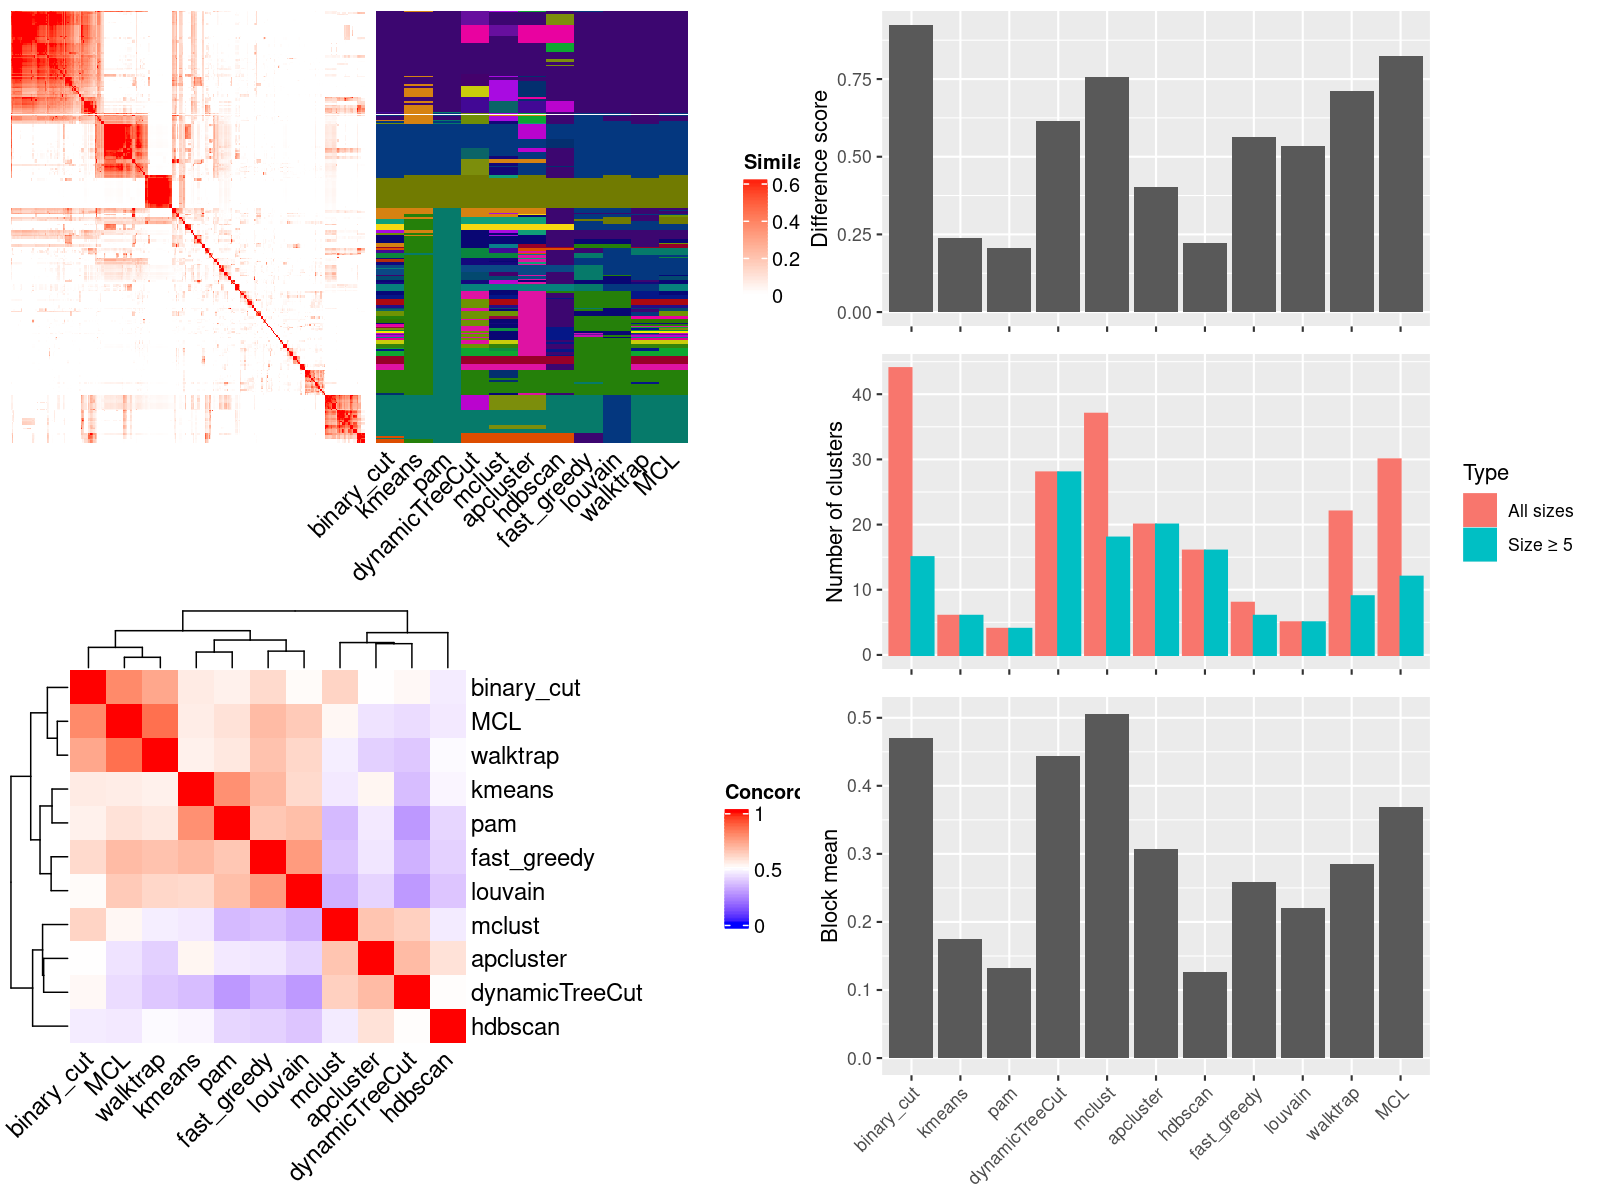 Simila
0.6
0.4
0.2
0
binary_cut
kmeans
pam
dynamicTreeCut
mclust
apcluster
hdbscan
fast_greedy
louvain
walktrap
MCL
Difference score
0.75
0.50
0.25
0.00
Number of clusters
40
30
20
10
0
Type
All sizes
Size ≥ 5
binary_cut
MCL
walktrap
kmeans
pam
fast_greedy
louvain
mclust
apcluster
dynamicTreeCut
hdbscan
binary_cut
MCL
walktrap
kmeans
pam
fast_greedy
louvain
mclust
apcluster
dynamicTreeCut
hdbscan
Concord
1
0.5
0
Block mean
0.5
0.4
0.3
0.2
0.1
0.0
binary_cut
kmeans
pam
dynamicTreeCut
mclust
apcluster
hdbscan
fast_greedy
louvain
walktrap
MCL